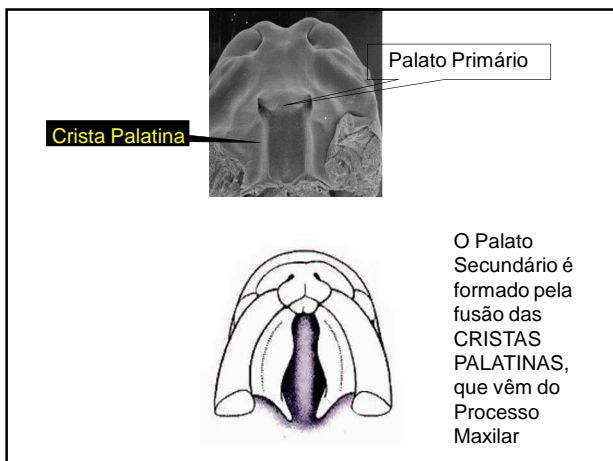 Palato Primário
Crista Palatina
O Palato
Secundário é
formado pela
fusão das
CRISTAS
PALATINAS,
que vêm do
Processo
Maxilar